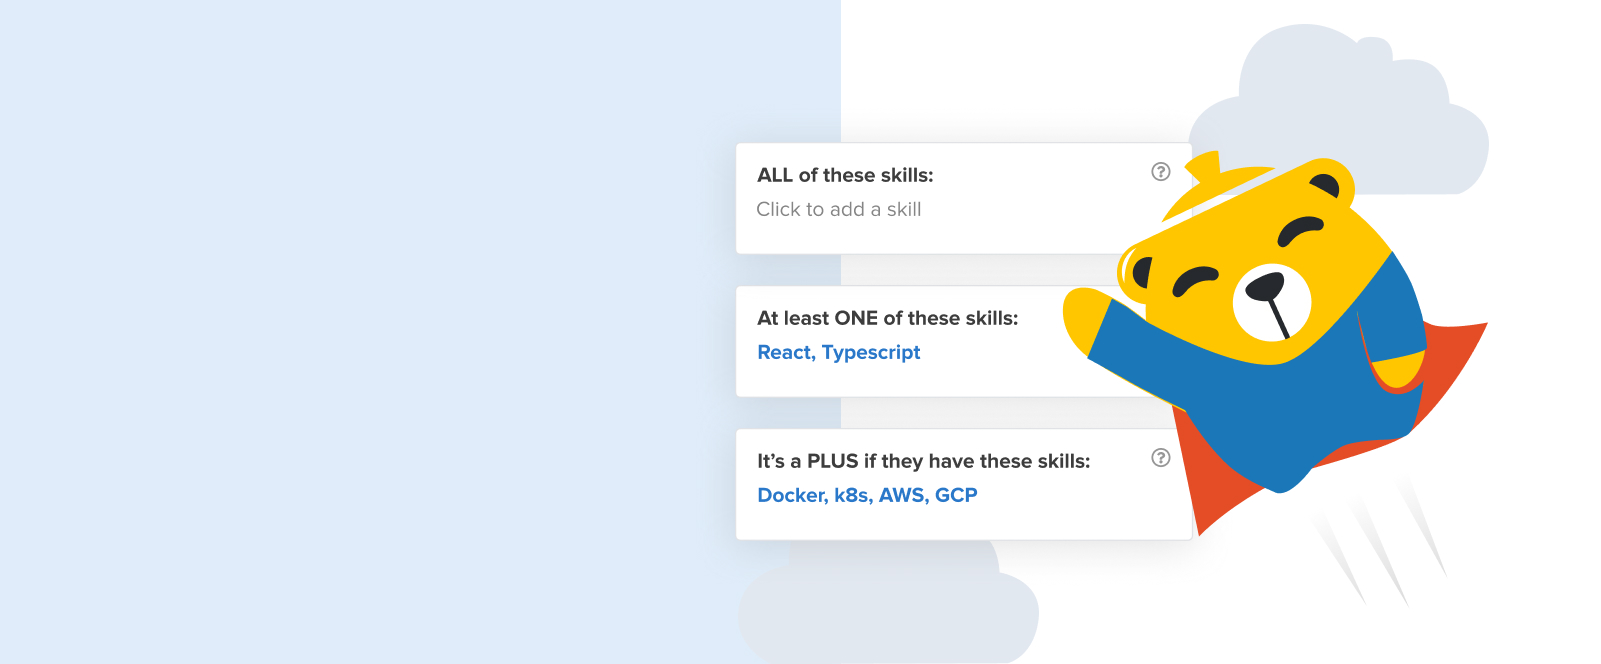 ALL of these skills:
Click to add a skill
At least ONE of these skills:
React, Typescript
It's a PLUS if they have these skills:
Docker, k8s, AWS, GCP